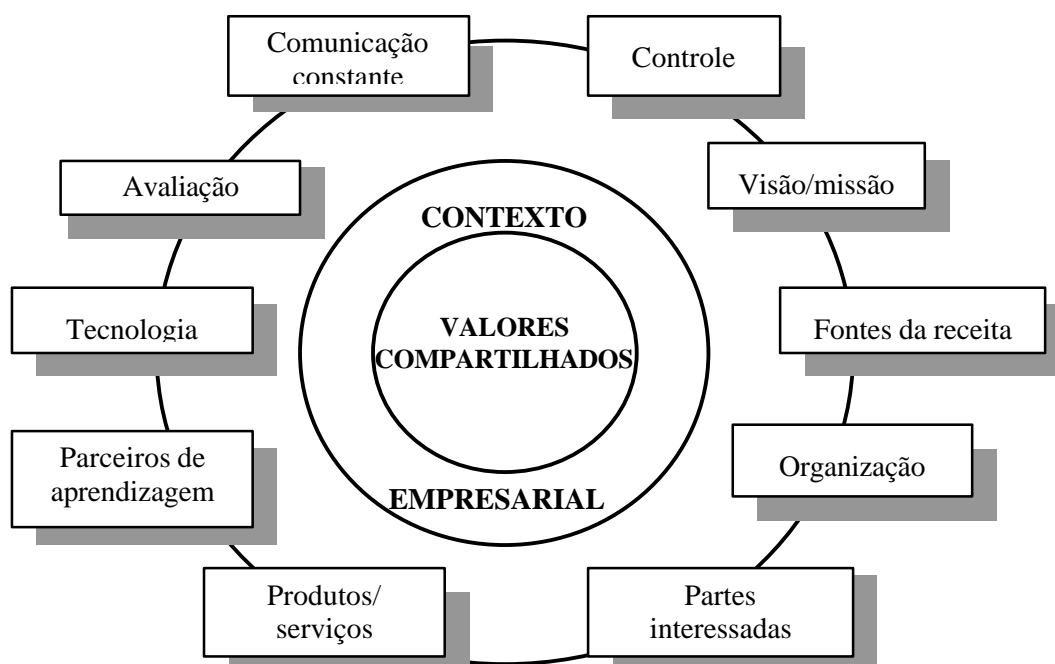 Comunicação
constante
Controle
Avaliação
Visão/missão
CONTEXTO
Tecnologia
VALORES
COMPARTILHADOS
Fontes da receita
Parceiros de
aprendizagem
Organização
EMPRESARIAL
Produtos/
serviços
Partes
interessadas